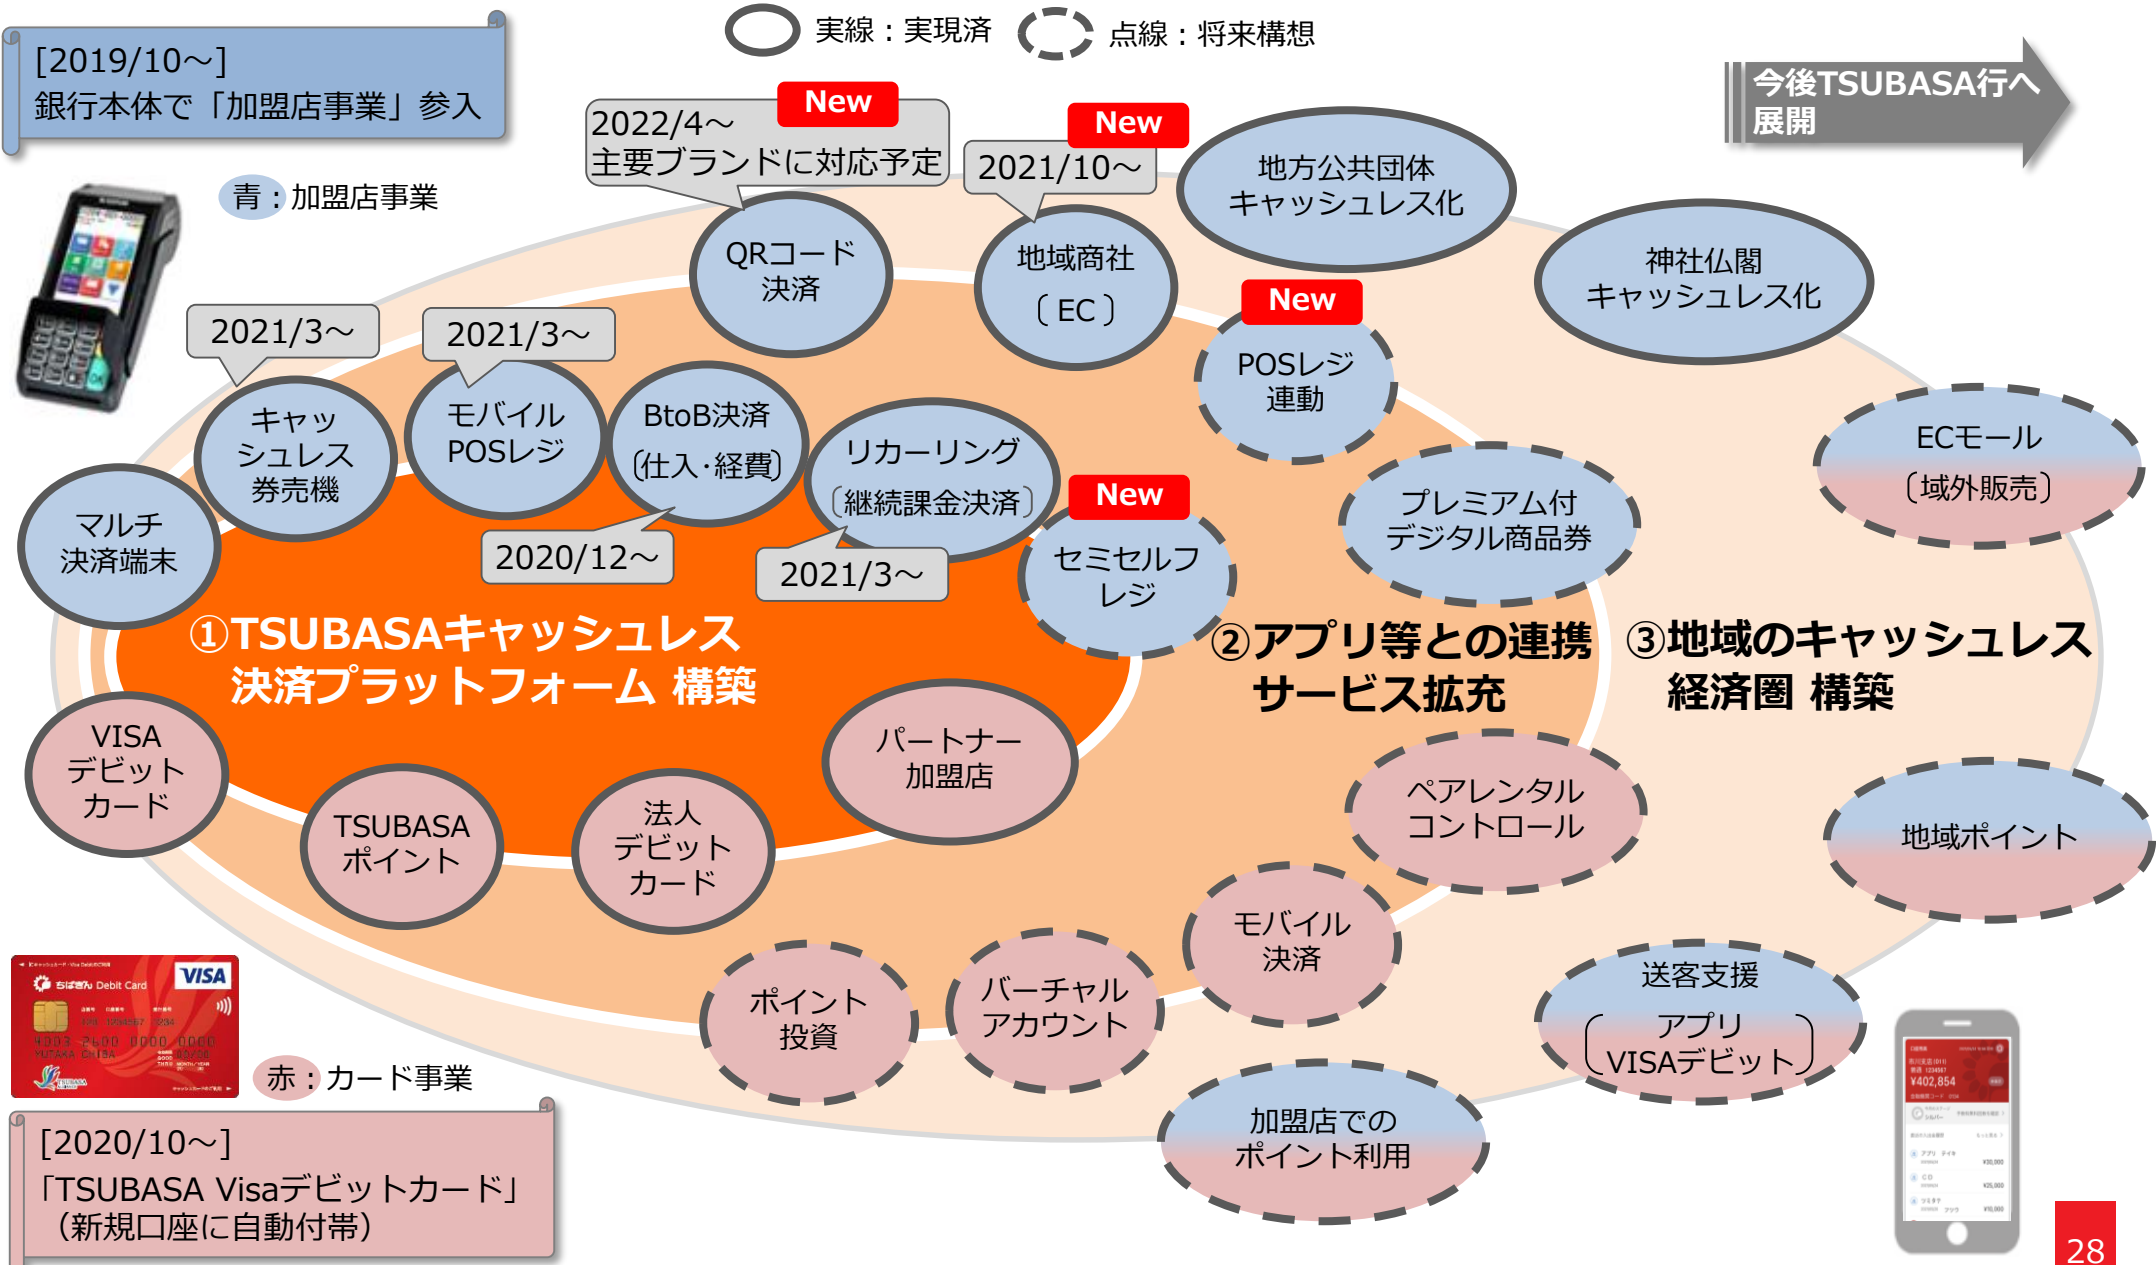 実線：実現済
点線：将来構想
[2019/10～]
銀行本体で「加盟店事業」参入
今後TSUBASA行へ
展開
New
2022/4～
主要ブランドに対応予定
New
2021/10～
地方公共団体
キャッシュレス化
青：加盟店事業
QRコード
決済
地域商社
〔 EC 〕
神社仏閣
キャッシュレス化
New
POSレジ
連動
2021/3～
2021/3～
キャッ
シュレス
券売機
モバイル
POSレジ
BtoB決済
〔仕入･経費〕
リカーリング
〔継続課金決済〕
ECモール
〔域外販売〕
New
セミセルフ
レジ
プレミアム付
デジタル商品券
マルチ
決済端末
2020/12～
2021/3～
①TSUBASAキャッシュレス
決済プラットフォーム 構築
②アプリ等との連携
サービス拡充
③地域のキャッシュレス
経済圏 構築
VISA
デビット
カード
TSUBASA
ポイント
法人
デビット
カード
パートナー
加盟店
ペアレンタル
コントロール
地域ポイント
モバイル
決済
ポイント
投資
バーチャル
アカウント
送客支援
〔アプリ
VISAデビット〕
加盟店での
ポイント利用
ちばぎん Debit Card
VISA
4003 2600 0000 0000
YUTAKA CHIBA
TSUBASA
赤：カード事業
[2020/10～]
「TSUBASA Visaデビットカード」
（新規口座に自動付帯）
¥402,854
¥30,000
¥25,000
¥10,000
28